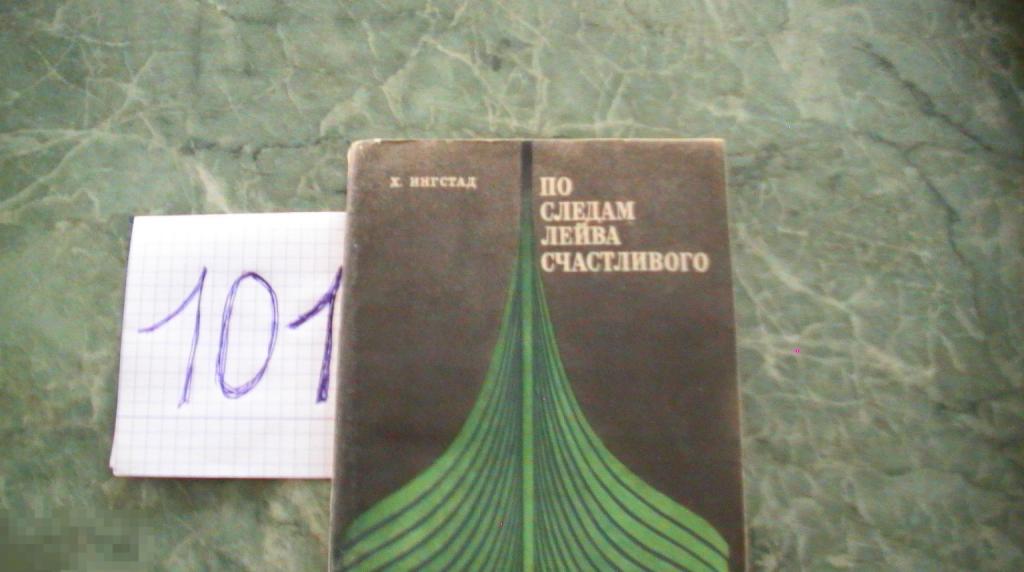 101
Х. ИНГСТАД
ПО
СЛЕДАМ
ЛЕЙВА
СЧАСТЛИВОГО